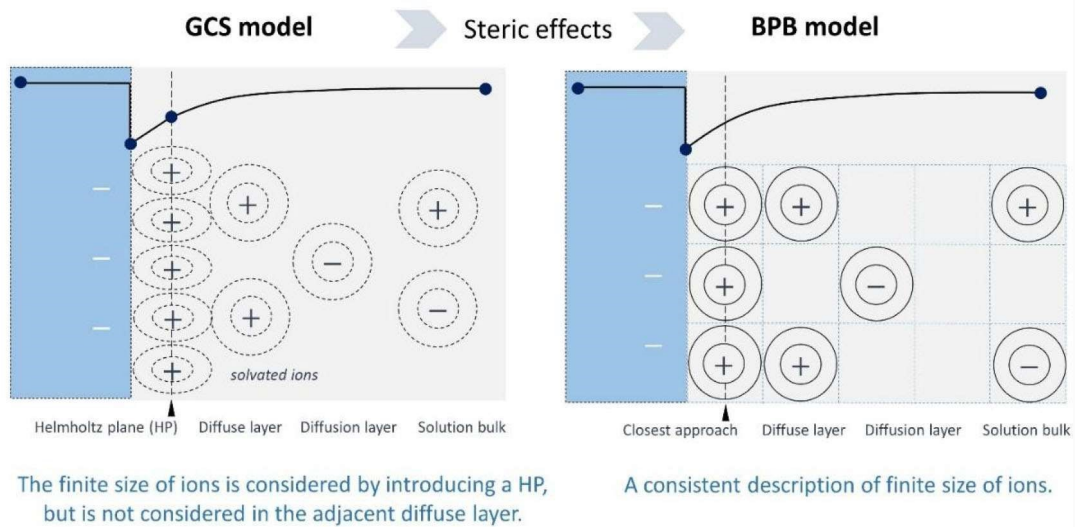 GCS model
Steric effects
BPB model
+
+
+
+
+
+
+
−
+
−
−
−
−
solvated ions
Helmholtz plane (HP)
Diffuse layer
Diffusion layer
Solution bulk
The finite size of ions is considered by introducing a HP,
but is not considered in the adjacent diffuse layer.
−
−
−
+
+
+
+
+
−
+
−
Closest approach
Diffuse layer
Diffusion layer
Solution bulk
A consistent description of finite size of ions.